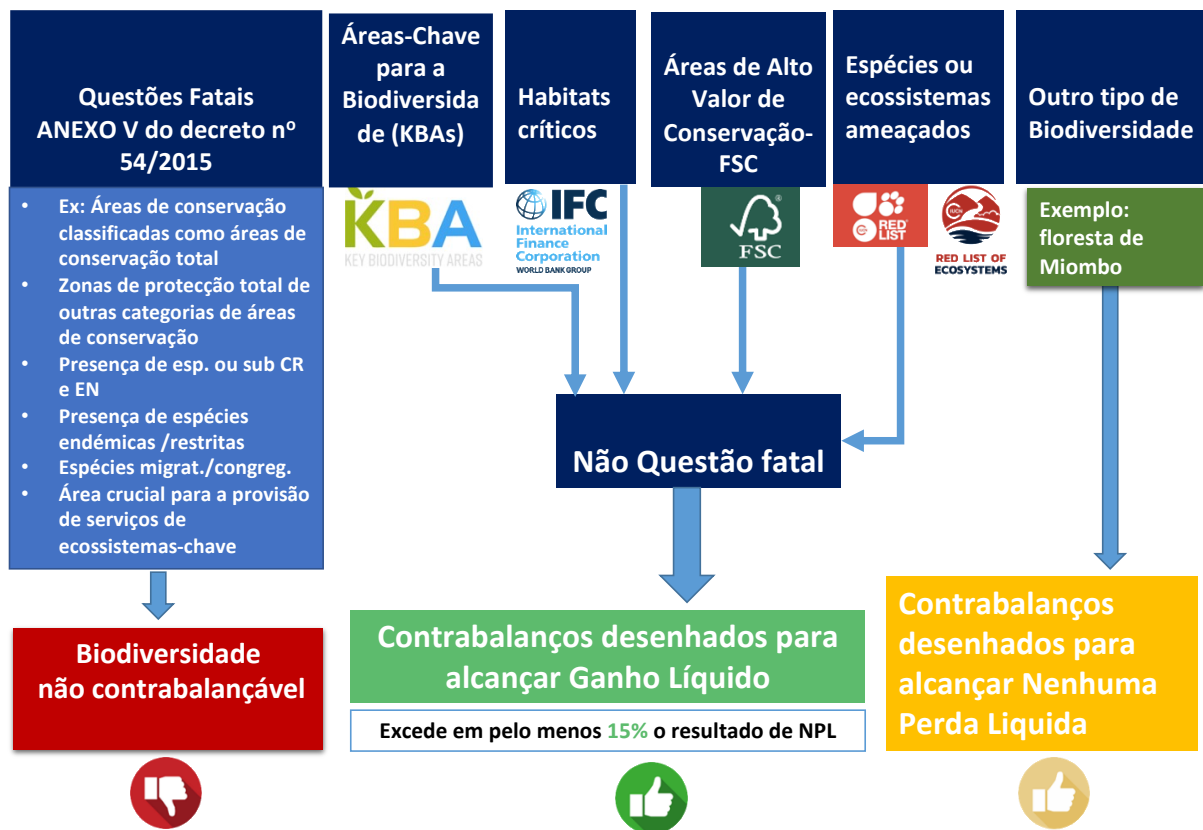 Questões Fatais
ANEXO V do decreto nº
54/2015
Áreas-Chave
para a
Biodiversida
de (KBAs)
Habitats
críticos
Áreas de Alto
Valor de
Conservação-
FSC
Espécies ou
ecossistemas
ameaçados
Outro tipo de
Biodiversidade
• Ex: Áreas de conservação
classificadas como áreas de
conservação total
• Zonas de protecção total de
outras categorias de áreas
de conservação
• Presença de esp. ou sub CR
e EN
• Presença de espécies
endémicas /restritas
• Espécies migrat./congreg.
• Área crucial para a provisão
de serviços de
ecossistemas-chave
KBA
KEY BIODIVERSITY AREAS
IFC
International
Finance
Corporation
WORLD BANK GROUP
FSC
RED
LIST
IUCN
RED LIST OF
ECOSYSTEMS
Exemplo:
floresta de
Miombo
Não Questão fatal
Biodiversidade
não contrabalançável
Contrabalanços desenhados para
alcançar Ganho Líquido
Excede em pelo menos 15% o resultado de NPL
Contrabalanços
desenhados para
alcançar Nenhuma
Perda Liquida